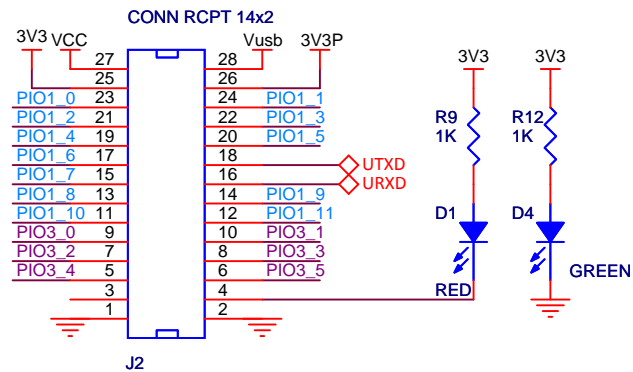 CONN RCPT 14x2
3V3 VCC Vusb 3V3P
27 28
25 26
PIO1_0 23 24 PIO1_1
PIO1_2 21 22 PIO1_3
PIO1_4 19 20 PIO1_5
PIO1_6 17 18 UTXD
PIO1_7 15 16 URXD
PIO1_8 13 14 PIO1_9
PIO1_10 11 12 PIO1_11
PIO3_0 9 10 PIO3_1
PIO3_2 7 8 PIO3_3
PIO3_4 5 6 PIO3_5
3 4
1 2
J2
3V3 3V3
R9 R12
1K 1K
D1 D4
RED GREEN